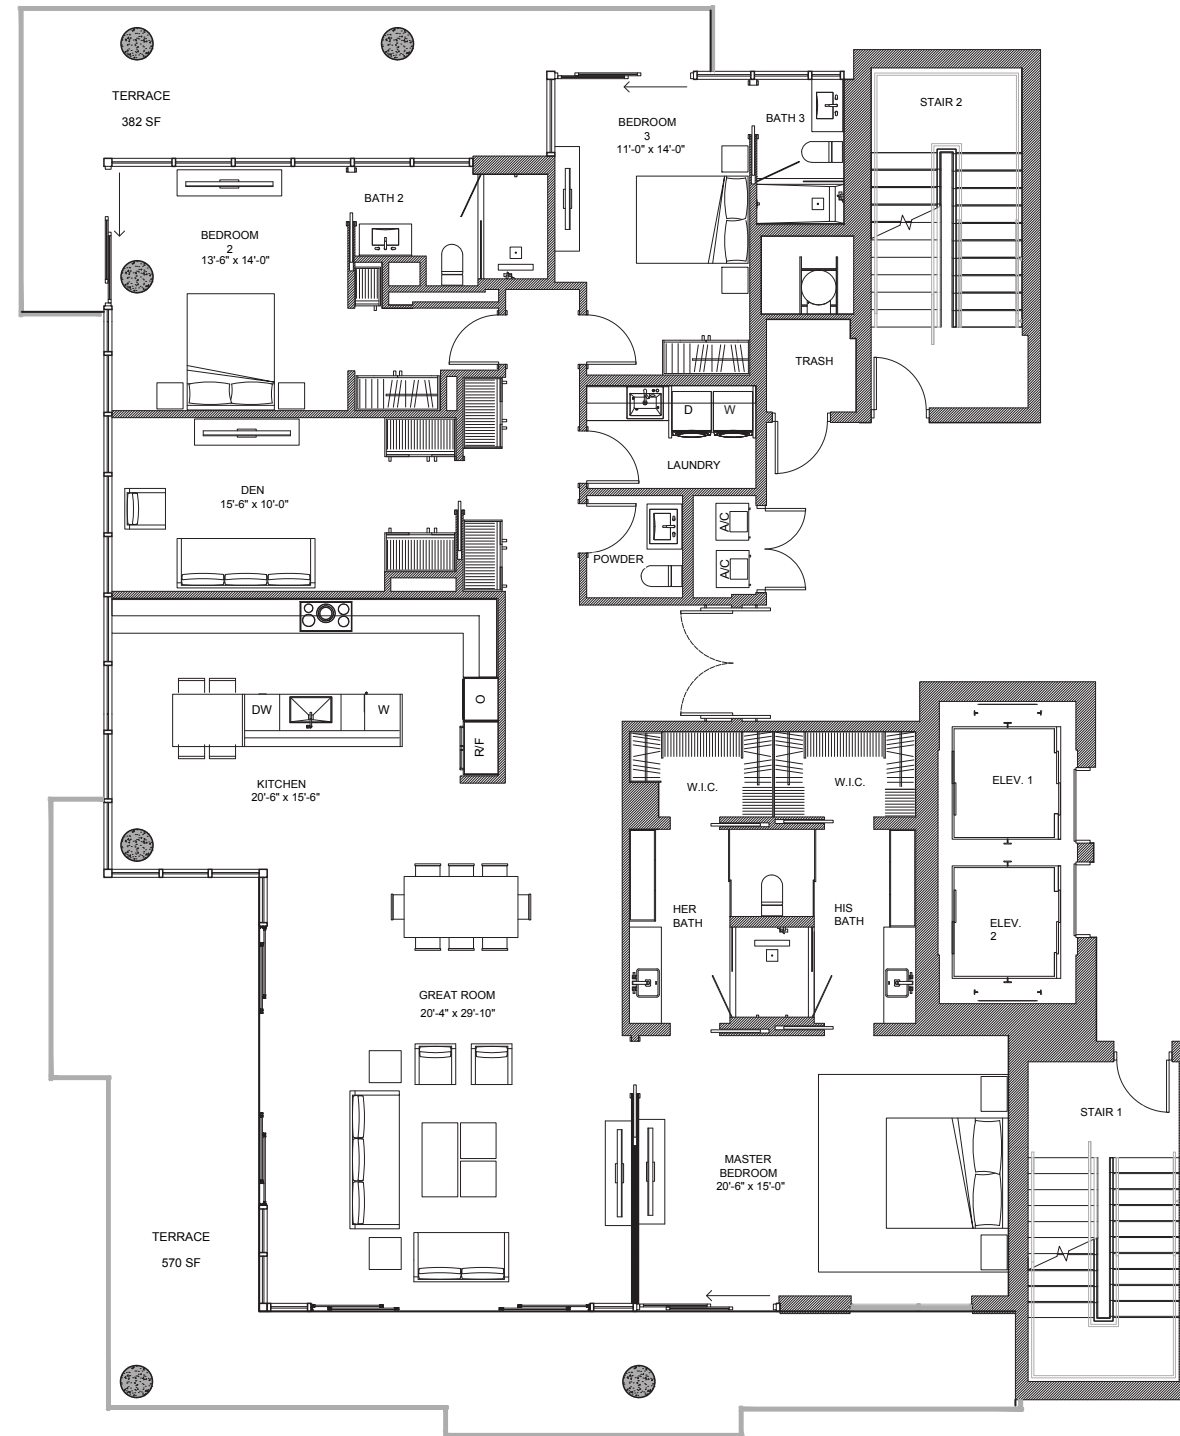 TERRACE
382 SF
STAIR 2
BEDROOM
3
11'-0" x 14'-0"
BATH 3
BATH 2
BEDROOM
2
13'-6" x 14'-0"
TRASH
D
W
LAUNDRY
DEN
15'-6" x 10'-0"
A/C
POWDER
A/C
O
DW
W
R/F
KITCHEN
20'-6" x 15'-6"
W.I.C.
W.I.C.
ELEV. 1
HER
BATH
HIS
BATH
ELEV.
2
GREAT ROOM
20'-4" x 29'-10"
STAIR 1
MASTER
BEDROOM
20'-6" x 15'-0"
TERRACE
570 SF